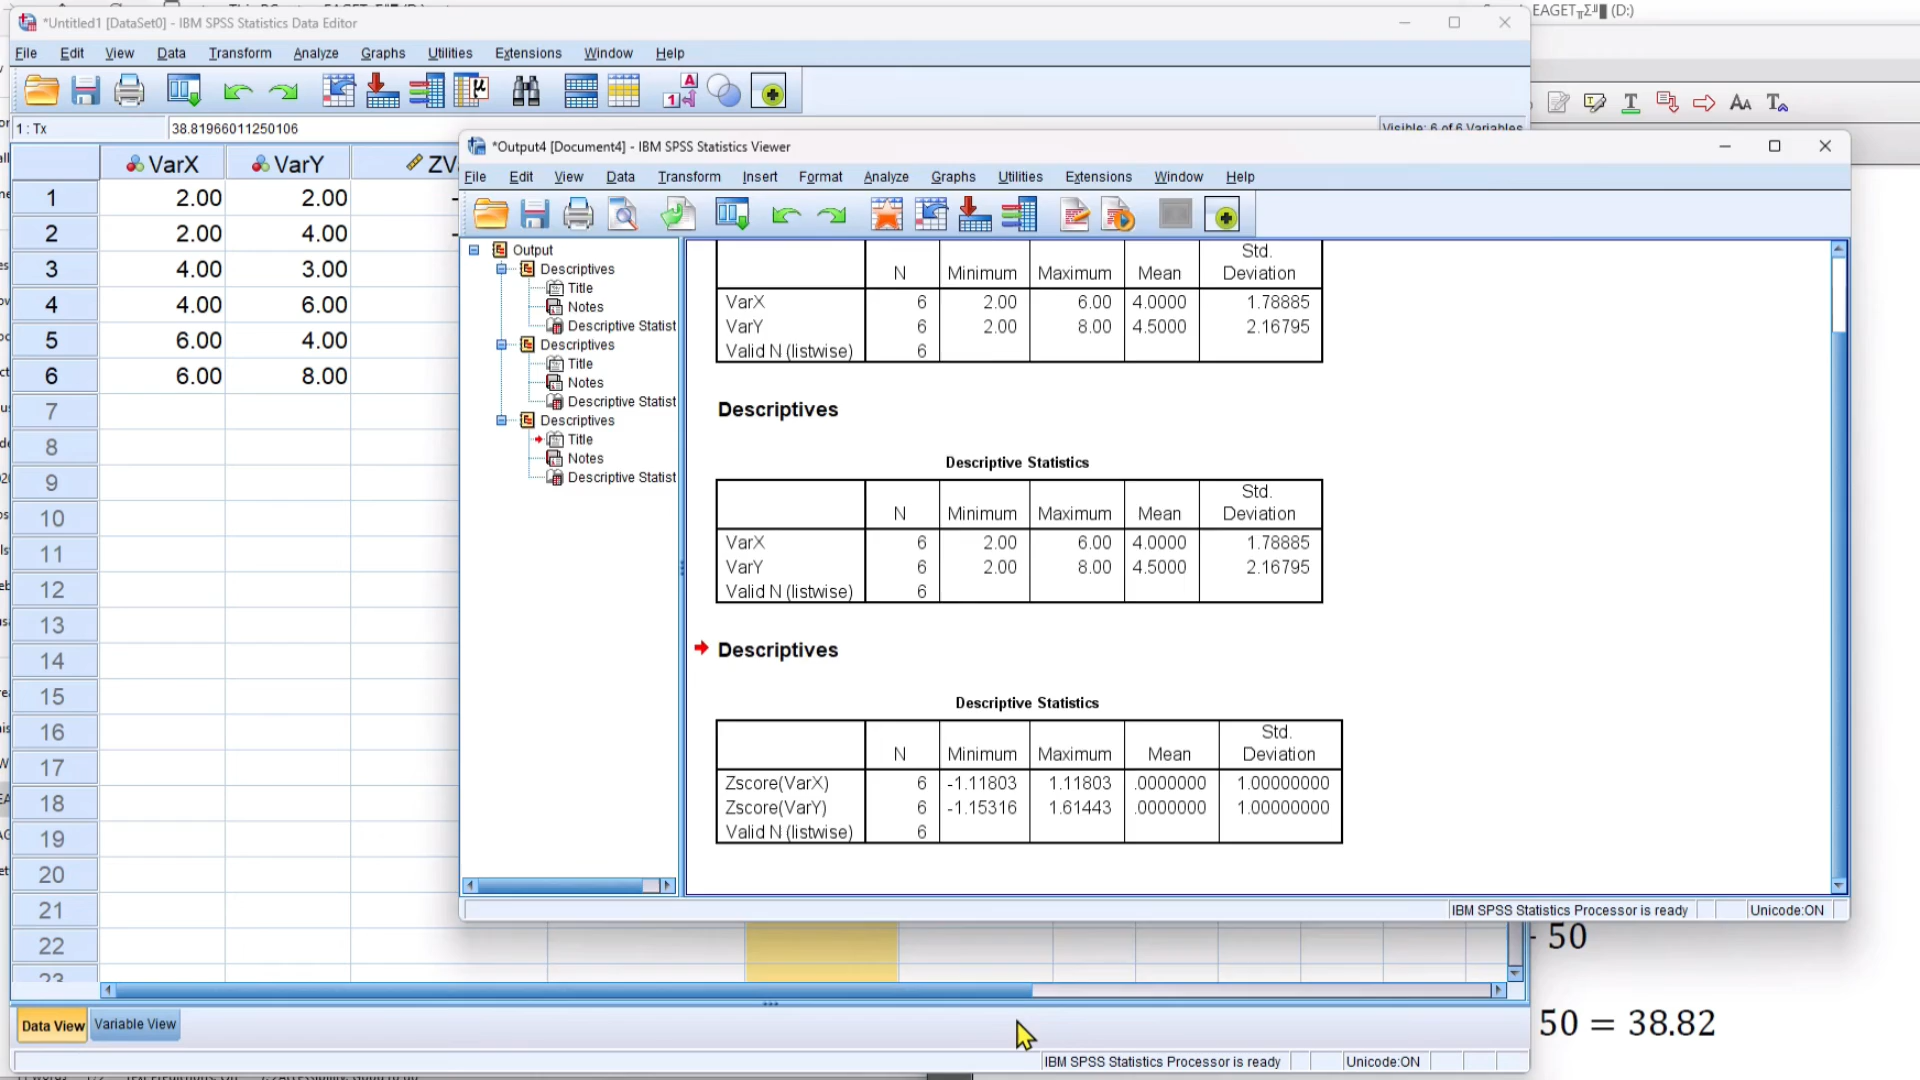 *Untitled1 [DataSet0] - IBM SPSS Statistics Data Editor
File Edit View Data Transform Analyze Graphs Utilities Extensions Window Help
1 : Tx 38.81966011250106 Visible: 6 of 6 Variables
VarX VarY ZV
1 2.00 2.00
2 2.00 4.00
3 4.00 3.00
4 4.00 6.00
5 6.00 4.00
6 6.00 8.00
7
8
9
10
11
12
13
14
15
16
17
18
19
20
21
22
23
Data View Variable View
IBM SPSS Statistics Processor is ready Unicode:ON
*Output4 [Document4] - IBM SPSS Statistics Viewer
File Edit View Data Transform Insert Format Analyze Graphs Utilities Extensions Window Help
Output
Descriptives
Title
Notes
Descriptive Statist
Descriptives
Title
Notes
Descriptive Statist
Descriptives
Title
Notes
Descriptive Statist
N Minimum Maximum Mean Std. Deviation
VarX 6 2.00 6.00 4.0000 1.78885
VarY 6 2.00 8.00 4.5000 2.16795
Valid N (listwise) 6
Descriptives
Descriptive Statistics
N Minimum Maximum Mean Std. Deviation
VarX 6 2.00 6.00 4.0000 1.78885
VarY 6 2.00 8.00 4.5000 2.16795
Valid N (listwise) 6
Descriptives
Descriptive Statistics
N Minimum Maximum Mean Std. Deviation
Zscore(VarX) 6 -1.11803 1.11803 .0000000 1.00000000
Zscore(VarY) 6 -1.15316 1.61443 .0000000 1.00000000
Valid N (listwise) 6
IBM SPSS Statistics Processor is ready Unicode:ON
50
50 = 38.82